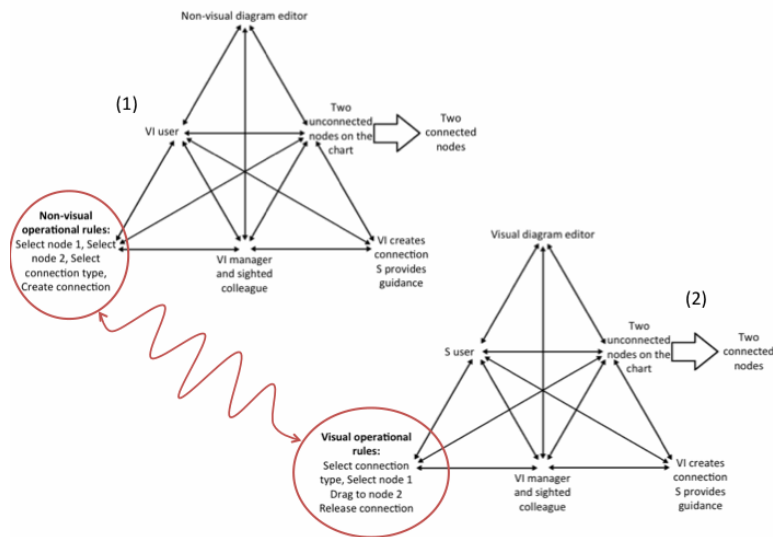 Non-visual diagram editor
(1)
VI user
Two
unconnected
nodes on the
chart
Two
connected
nodes
Non-visual
operational rules:
Select node 1, Select
node 2, Select
connection type,
Create connection
VI manager
and sighted
colleague
VI creates
connection
S provides
guidance
Visual diagram editor
(2)
S user
Two
unconnected
nodes on the
chart
Two
connected
nodes
Visual operational
rules:
Select connection
type, Select node 1
Drag to node 2
Release connection
VI manager
and sighted
colleague
VI creates
connection
S provides
guidance